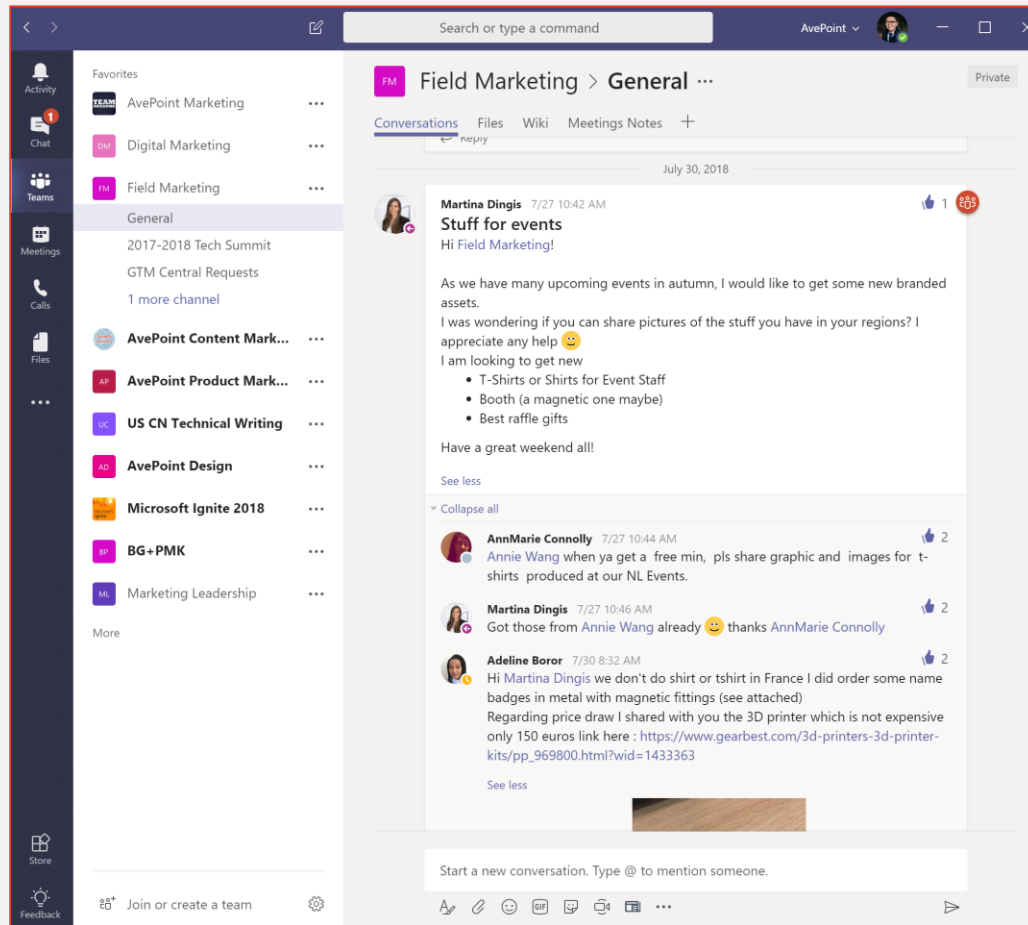 Search or type a command
AvePoint
Activity
1
Chat
Teams
Meetings
Calls
Files
Store
Feedback
Favorites
TEAM AWESOME
AvePoint Marketing
DM
Digital Marketing
FM
Field Marketing
General
2017-2018 Tech Summit
GTM Central Requests
1 more channel
AvePoint Content Mark...
AP
AvePoint Product Mark...
UC
US CN Technical Writing
AD
AvePoint Design
Microsoft Ignite 2018
BP
BG+PMK
ML
Marketing Leadership
More
Join or create a team
FM
Field Marketing > General ...
Private
Conversations Files Wiki Meetings Notes +
Reply
July 30, 2018
Martina Dingis 7/27 10:42 AM
1
Stuff for events
Hi Field Marketing!
As we have many upcoming events in autumn, I would like to get some new branded
assets.
I was wondering if you can share pictures of the stuff you have in your regions? I
appreciate any help 🙂
I am looking to get new
• T-Shirts or Shirts for Event Staff
• Booth (a magnetic one maybe)
• Best raffle gifts
Have a great weekend all!
See less
Collapse all
AnnMarie Connolly 7/27 10:44 AM
2
Annie Wang when ya get a free min, pls share graphic and images for t-
shirts produced at our NL Events.
Martina Dingis 7/27 10:46 AM
2
Got those from Annie Wang already 🙂 thanks AnnMarie Connolly
Adeline Boror 7/30 8:32 AM
2
Hi Martina Dingis we don't do shirt or tshirt in France I did order some name
badges in metal with magnetic fittings (see attached)
Regarding price draw I shared with you the 3D printer which is not expensive
only 150 euros link here : https://www.gearbest.com/3d-printers-3d-printer-
kits/pp_969800.html?wid=1433363
See less
Start a new conversation. Type @ to mention someone.
GIF